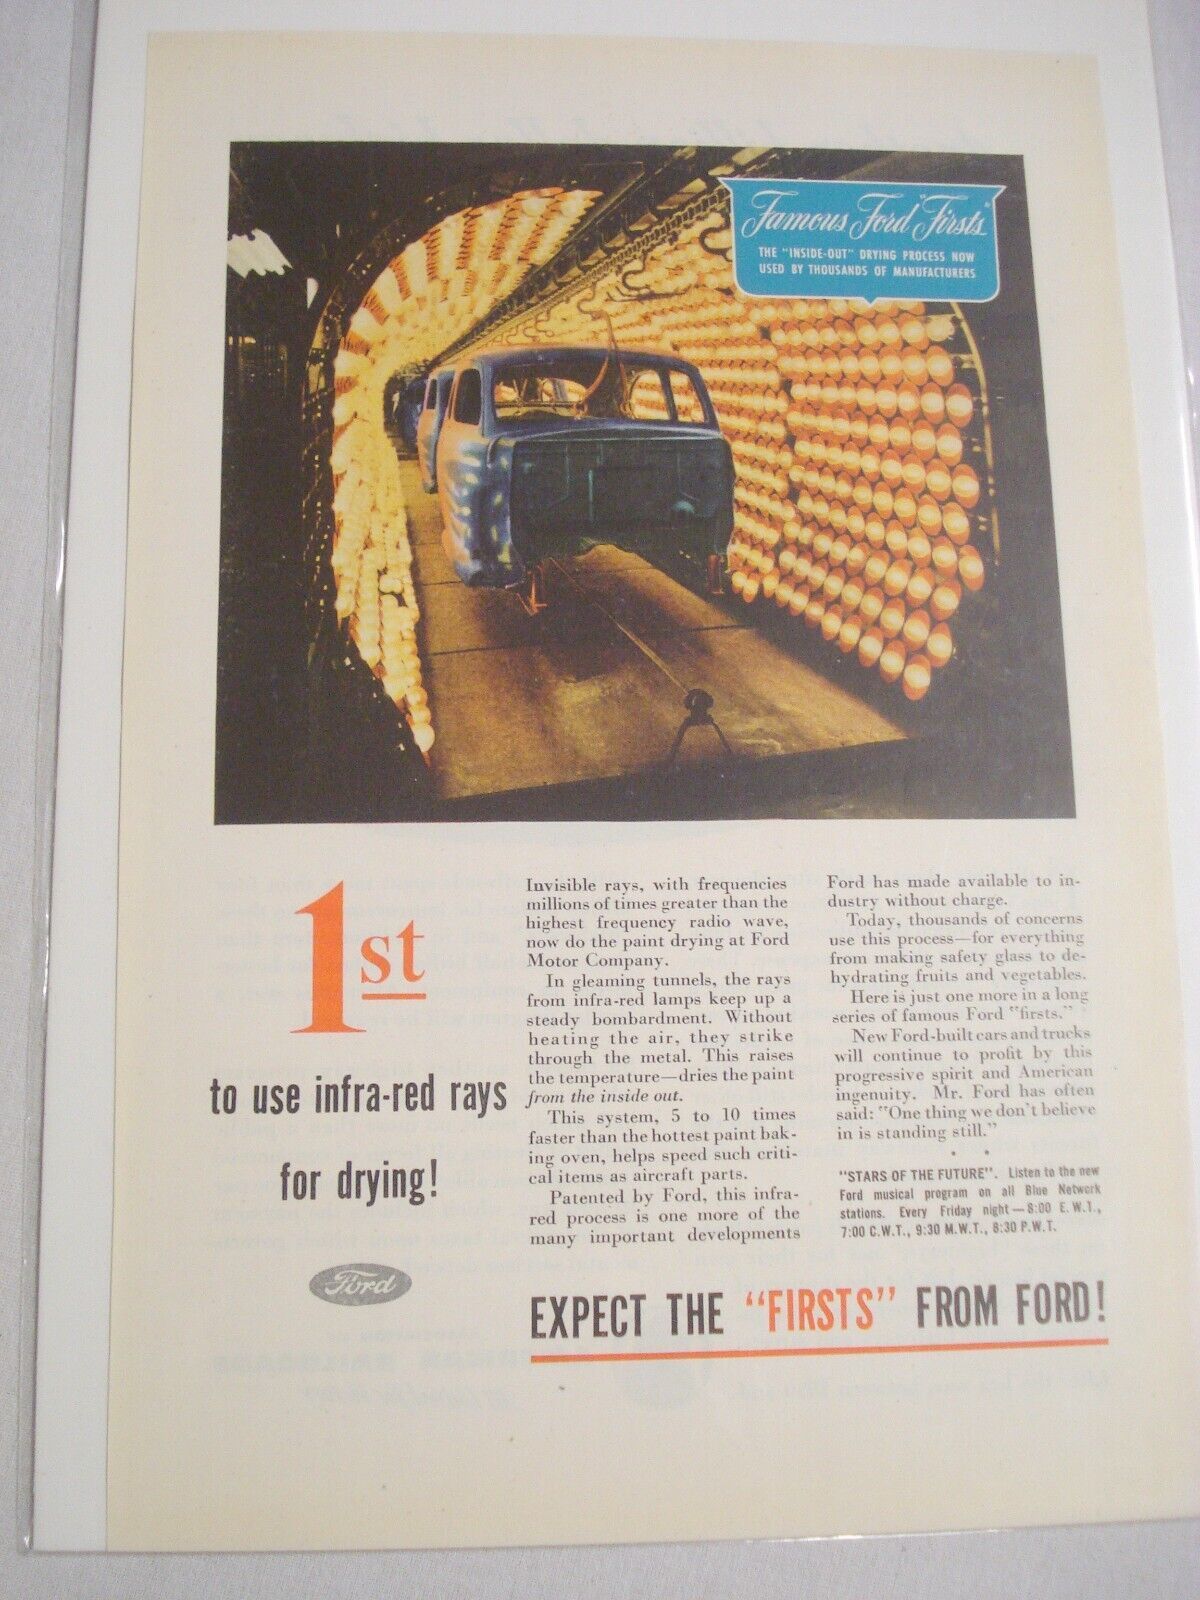 Famous Ford "Firsts"
THE "INSIDE-OUT" DRYING PROCESS NOW
USED BY THOUSANDS OF MANUFACTURERS
1st
to use infra-red rays
for drying!
Ford
Invisible rays, with frequencies
millions of times greater than the
highest frequency radio wave,
now do the paint drying at Ford
Motor Company.
In gleaming tunnels, the rays
from infra-red lamps keep up a
steady bombardment. Without
heating the air, they strike
through the metal. This raises
the temperature—dries the paint
from the inside out.
This system, 5 to 10 times
faster than the hottest paint bak-
ing oven, helps speed such criti-
cal items as aircraft parts.
Patented by Ford, this infra-
red process is one more of the
many important developments
Ford has made available to in-
dustry without charge.
Today, thousands of concerns
use this process—for everything
from making safety glass to de-
hydrating fruits and vegetables.
Here is just one more in a long
series of famous Ford "firsts."
New Ford-built cars and trucks
will continue to profit by this
progressive spirit and American
ingenuity. Mr. Ford has often
said: "One thing we don't believe
in is standing still."
"STARS OF THE FUTURE". Listen to the new
Ford musical program on all Blue Network
stations. Every Friday night—8:00 E.W.T.,
7:00 C.W.T., 9:30 M.W.T., 8:30 P.W.T.
EXPECT THE "FIRSTS" FROM FORD!